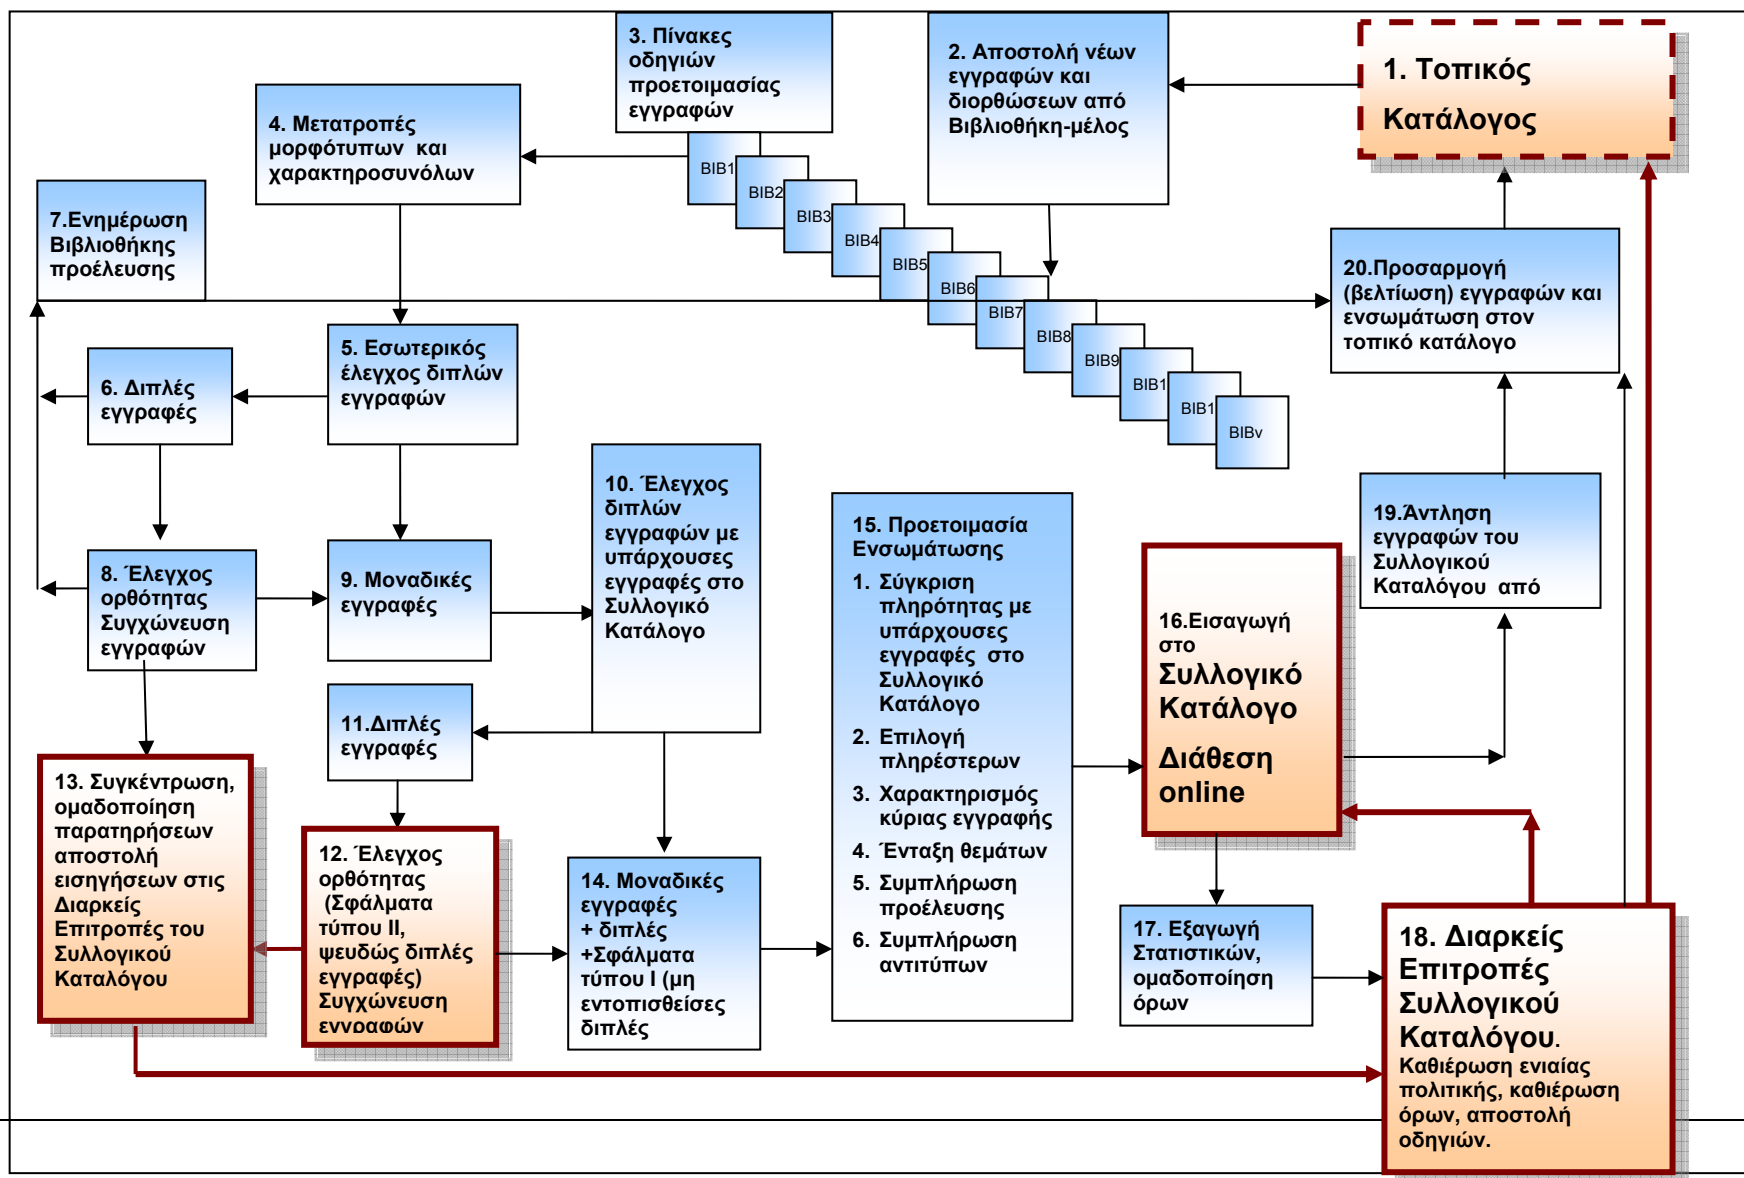 1. Τοπικός
Κατάλογος
2. Αποστολή νέων
εγγραφών και
διορθώσεων από
Βιβλιοθήκη-μέλος
3. Πίνακες
οδηγιών
προετοιμασίας
εγγραφών
BIB1
BIB2
BIB3
BIB4
BIB5
BIB6
BIB7
BIB8
BIB9
BIB1
BIB1
BIBν
4. Μετατροπές
μορφότυπων και
χαρακτηροσυνόλων
5. Εσωτερικός
έλεγχος διπλών
εγγραφών
6. Διπλές
εγγραφές
7.Ενημέρωση
Βιβλιοθήκης
προέλευσης
8. Έλεγχος
ορθότητας
Συγχώνευση
εγγραφών
9. Μοναδικές
εγγραφές
10. Έλεγχος
διπλών
εγγραφών με
υπάρχουσες
εγγραφές στο
Συλλογικό
Κατάλογο
11.Διπλές
εγγραφές
12. Έλεγχος
ορθότητας
(Σφάλματα
τύπου ΙΙ,
ψευδώς διπλές
εγγραφές)
Συγχώνευση
εγγραφών
13. Συγκέντρωση,
ομαδοποίηση
παρατηρήσεων
αποστολή
εισηγήσεων στις
Διαρκείς
Επιτροπές του
Συλλογικού
Καταλόγου
14. Μοναδικές
εγγραφές
+ διπλές
+Σφάλματα
τύπου Ι (μη
εντοπισθείσες
διπλές
15. Προετοιμασία
Ενσωμάτωσης
1. Σύγκριση
πληρότητας με
υπάρχουσες
εγγραφές στο
Συλλογικό
Κατάλογο
2. Επιλογή
πληρέστερων
3. Χαρακτηρισμός
κύριας εγγραφής
4. Ένταξη θεμάτων
5. Συμπλήρωση
προέλευσης
6. Συμπλήρωση
αντιτύπων
16.Εισαγωγή
στο
Συλλογικό
Κατάλογο
Διάθεση
online
17. Εξαγωγή
Στατιστικών,
ομαδοποίηση
όρων
18. Διαρκείς
Επιτροπές
Συλλογικού
Καταλόγου.
Καθιέρωση ενιαίας
πολιτικής, καθιέρωση
όρων, αποστολή
οδηγιών.
19.Άντληση
εγγραφών του
Συλλογικού
Καταλόγου από
20.Προσαρμογή
(βελτίωση) εγγραφών και
ενσωμάτωση στον
τοπικό κατάλογο